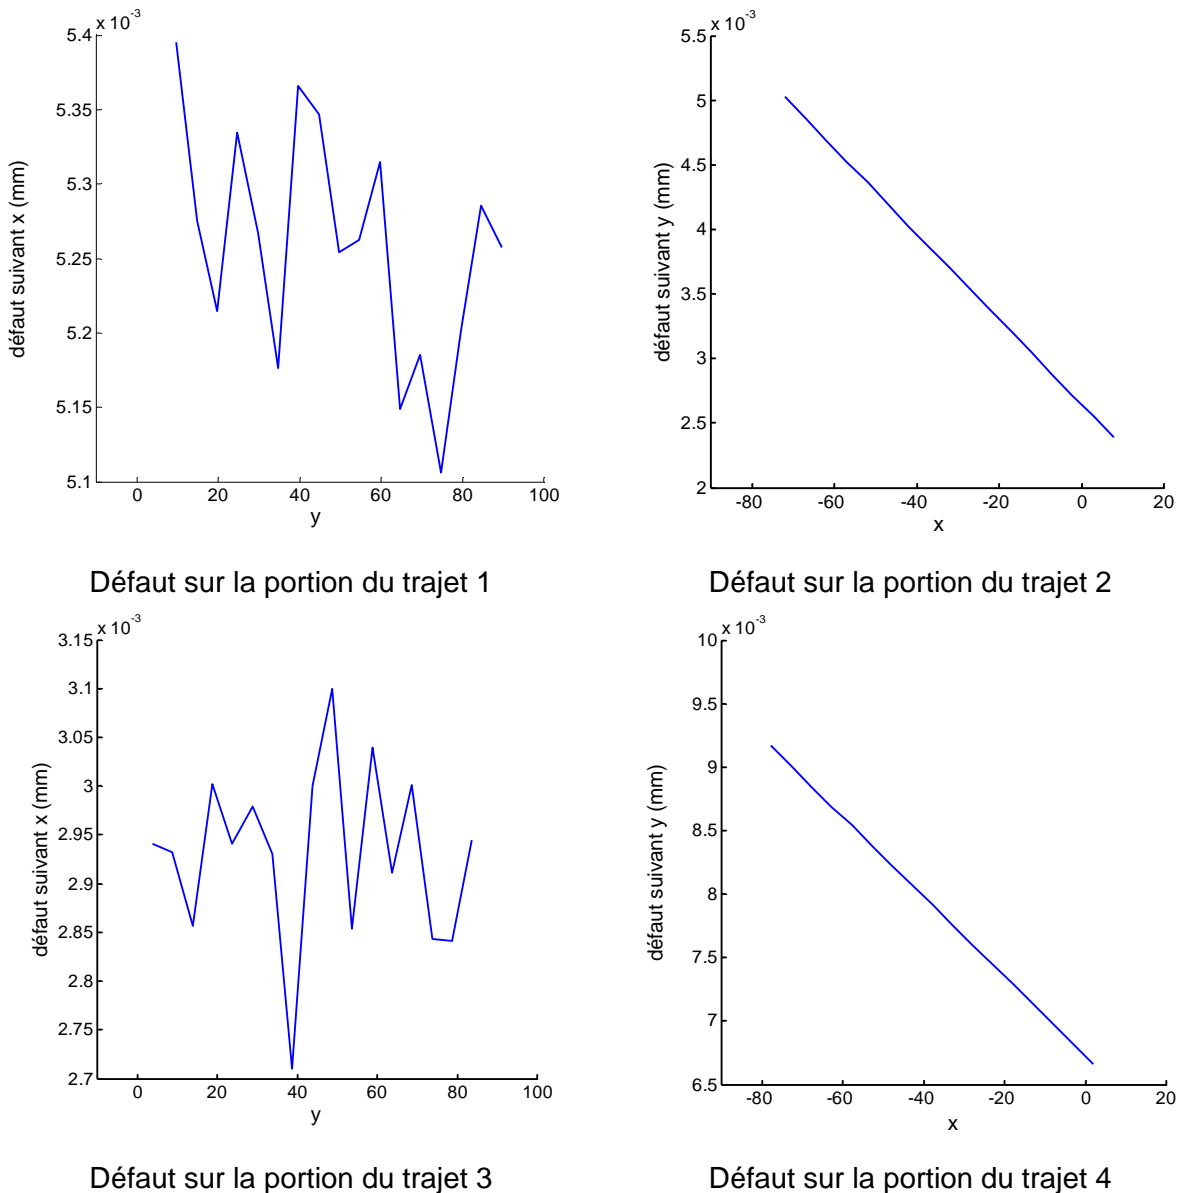 x 10-3
5.4
5.35
5.3
5.25
5.2
5.15
5.1
défaut suivant x (mm)
0 20 40 60 80 100
y
Défaut sur la portion du trajet 1
x 10-3
5.5
5
4.5
4
3.5
3
2.5
2
défaut suivant y (mm)
-80 -60 -40 -20 0 20
x
Défaut sur la portion du trajet 2
x 10-3
3.15
3.1
3.05
3
2.95
2.9
2.85
2.8
2.75
2.7
défaut suivant x (mm)
0 20 40 60 80 100
y
Défaut sur la portion du trajet 3
x 10-3
10
9.5
9
8.5
8
7.5
7
6.5
défaut suivant y (mm)
-80 -60 -40 -20 0 20
x
Défaut sur la portion du trajet 4